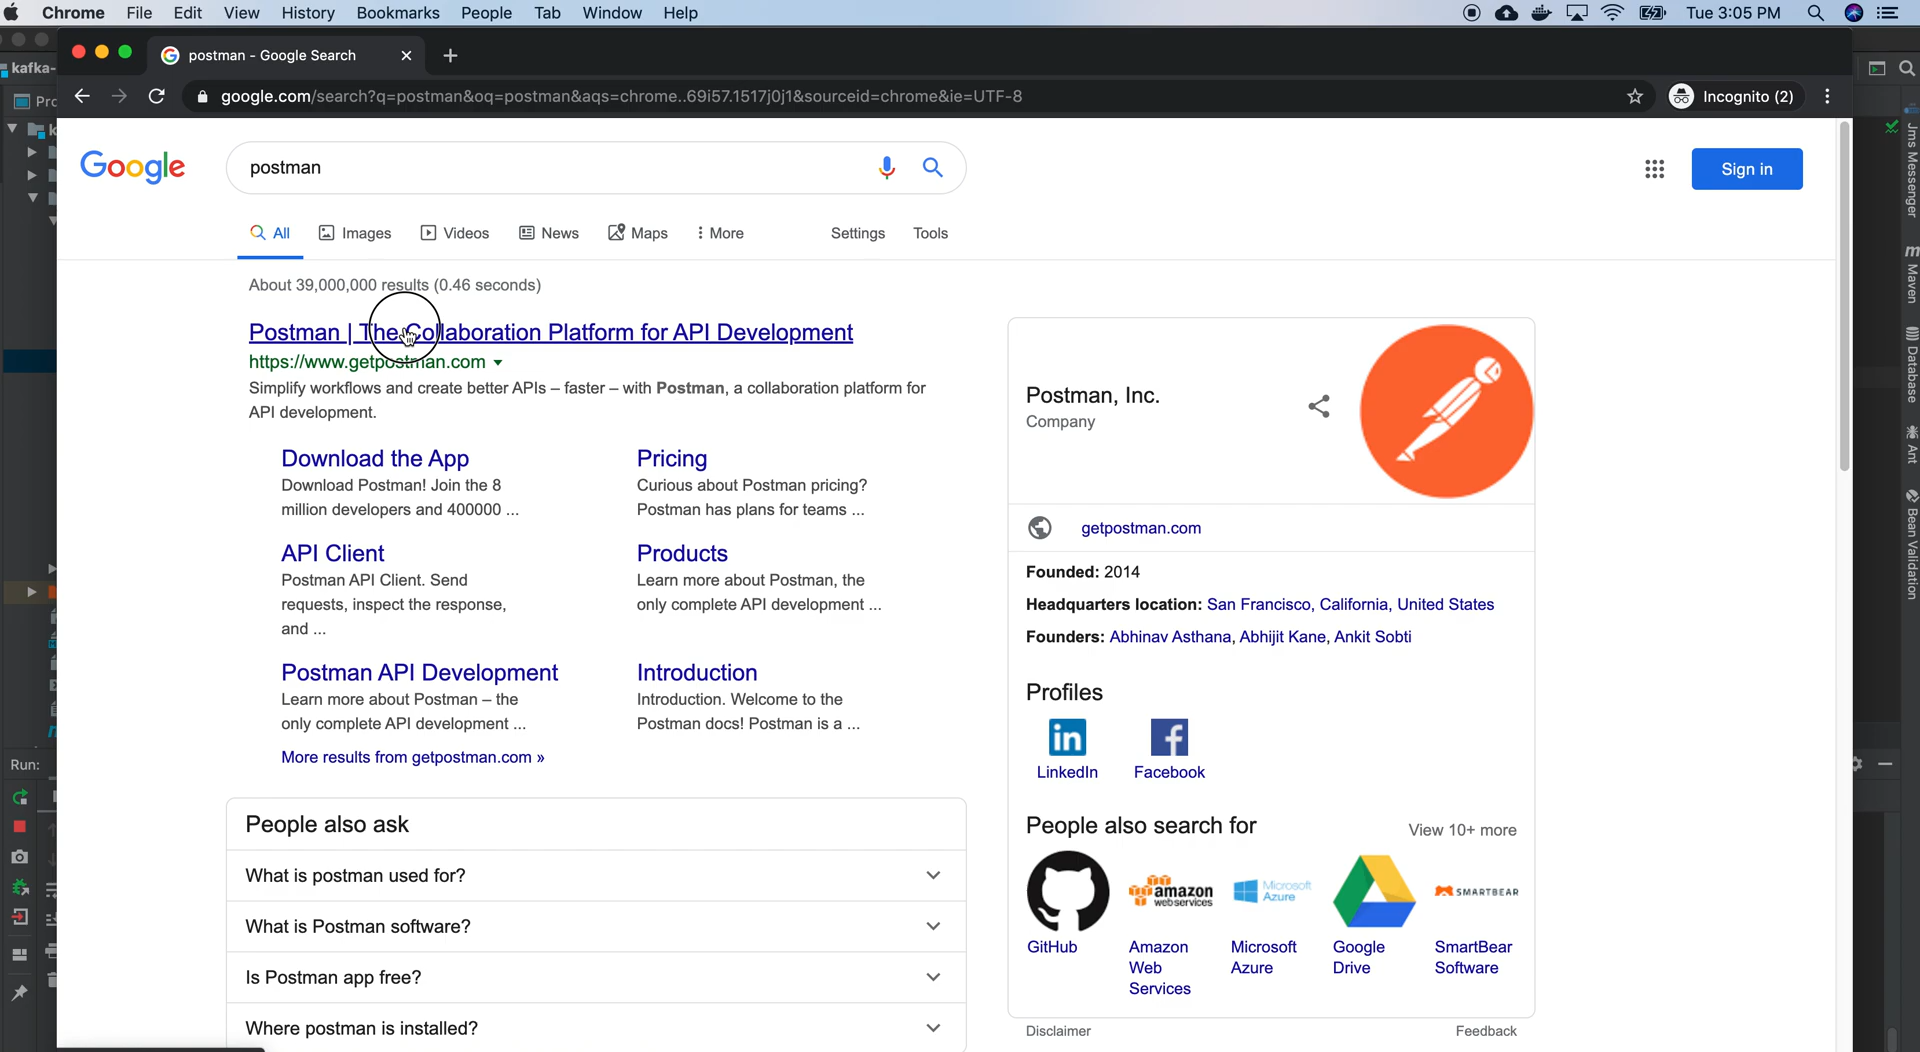 Chrome File Edit View History Bookmarks People Tab Window Help
Tue 3:05 PM
kafka-
postman - Google Search
google.com/search?q=postman&oq=postman&aqs=chrome..69i57.1517j0j1&sourceid=chrome&ie=UTF-8
Incognito (2)
Google
postman
Sign in
All Images Videos News Maps More Settings Tools
About 39,000,000 results (0.46 seconds)
Postman | The Collaboration Platform for API Development
https://www.getpostman.com
Simplify workflows and create better APIs – faster – with Postman, a collaboration platform for
API development.
Download the App
Download Postman! Join the 8
million developers and 400000 ...
Pricing
Curious about Postman pricing?
Postman has plans for teams ...
API Client
Postman API Client. Send
requests, inspect the response,
and ...
Products
Learn more about Postman, the
only complete API development ...
Postman API Development
Learn more about Postman – the
only complete API development ...
Introduction
Introduction. Welcome to the
Postman docs! Postman is a ...
More results from getpostman.com »
People also ask
What is postman used for?
What is Postman software?
Is Postman app free?
Where postman is installed?
Postman, Inc.
Company
getpostman.com
Founded: 2014
Headquarters location: San Francisco, California, United States
Founders: Abhinav Asthana, Abhijit Kane, Ankit Sobti
Profiles
LinkedIn
Facebook
People also search for
View 10+ more
amazon
webservices
Microsoft
Azure
SMARTBEAR
GitHub
Amazon
Web
Services
Microsoft
Azure
Google
Drive
SmartBear
Software
Disclaimer
Feedback
Run:
Jms Messenger
Maven
Database
Ant
Bean Validation